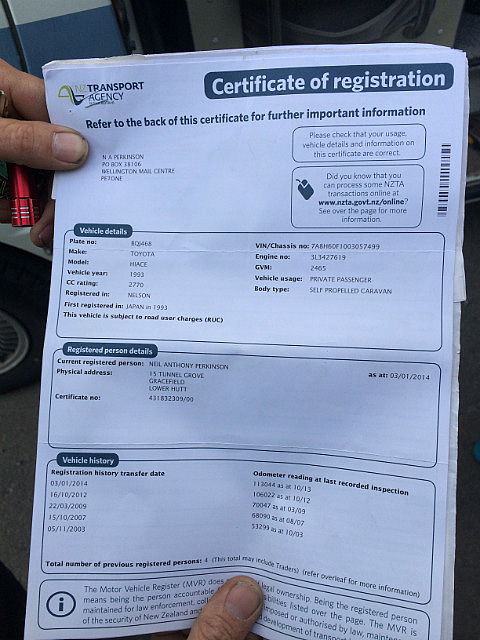 NZ TRANSPORT
AGENCY
Certificate of registration
Refer to the back of this certificate for further important information
N A PERKINSON
PO BOX 38106
WELLINGTON MAIL CENTRE
PETONE
Please check that your usage,
vehicle details and information on
this certificate are correct.
Did you know that you
can process some NZTA
transactions online at
www.nzta.govt.nz/online?
See over the page for more
information.
Vehicle details
Plate no: BQJ468
Make: TOYOTA
Model: HIACE
Vehicle year: 1993
CC rating: 2770
Registered in: NELSON
First registered in: JAPAN in 1993
This vehicle is subject to road user charges (RUC)
VIN/Chassis no: 7A8H60F1003057499
Engine no: 3L3427619
GVM: 2465
Vehicle usage: PRIVATE PASSENGER
Body type: SELF PROPELLED CARAVAN
Registered person details
Current registered person: NEIL ANTHONY PERKINSON
as at: 03/01/2014
Physical address: 15 TUNNEL GROVE
GRACEFIELD
LOWER HUTT
Certificate no: 431832309/00
Vehicle history
Registration history transfer date
03/01/2014
16/10/2012
22/03/2009
15/10/2007
05/11/2003
Odometer reading at last recorded inspection
113044 as at 10/13
106022 as at 10/12
70047 as at 03/09
68090 as at 08/07
53299 as at 10/03
Total number of previous registered persons: 4 (This total may include Traders) (refer overleaf for more information)
The Motor Vehicle Register (MVR) does legal ownership. Being the registered
means being the person accountable listed over the page. The MVR is
maintained for law enforcement, imposed or authorised by law,
of the security of New Zealand and development of transport